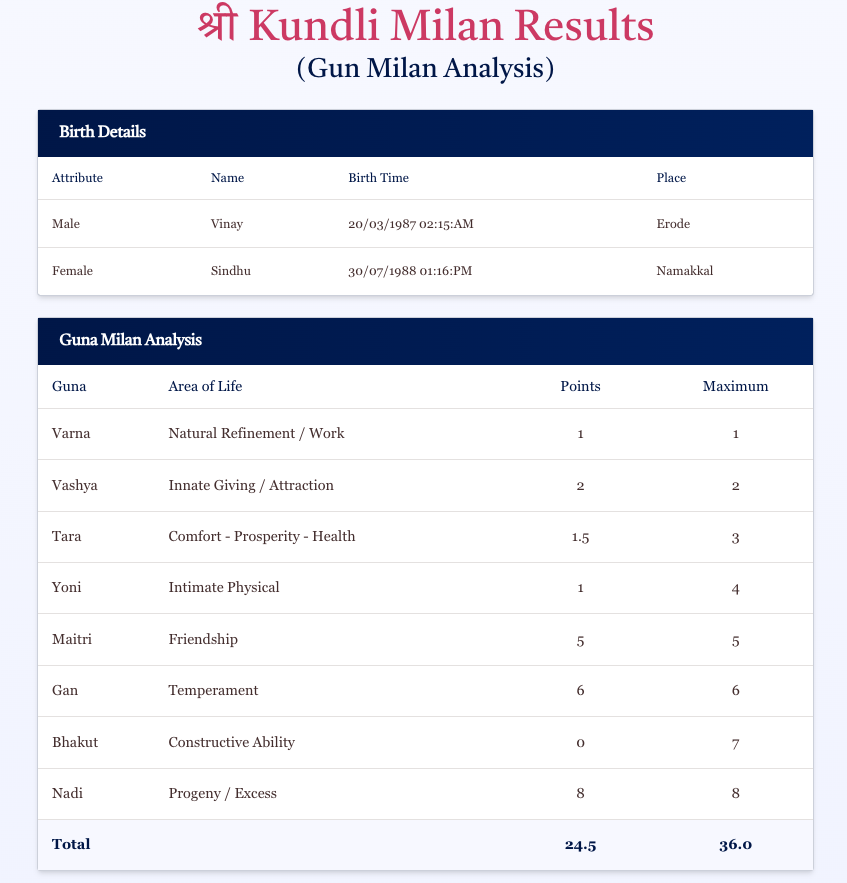 श्री Kundli Milan Results
(Gun Milan Analysis)
Birth Details
Attribute Name Birth Time Place
Male Vinay 20/03/1987 02:15:AM Erode
Female Sindhu 30/07/1988 01:16:PM Namakkal
Guna Milan Analysis
Guna Area of Life Points Maximum
Varna Natural Refinement / Work 1 1
Vashya Innate Giving / Attraction 2 2
Tara Comfort - Prosperity - Health 1.5 3
Yoni Intimate Physical 1 4
Maitri Friendship 5 5
Gan Temperament 6 6
Bhakut Constructive Ability 0 7
Nadi Progeny / Excess 8 8
Total 24.5 36.0